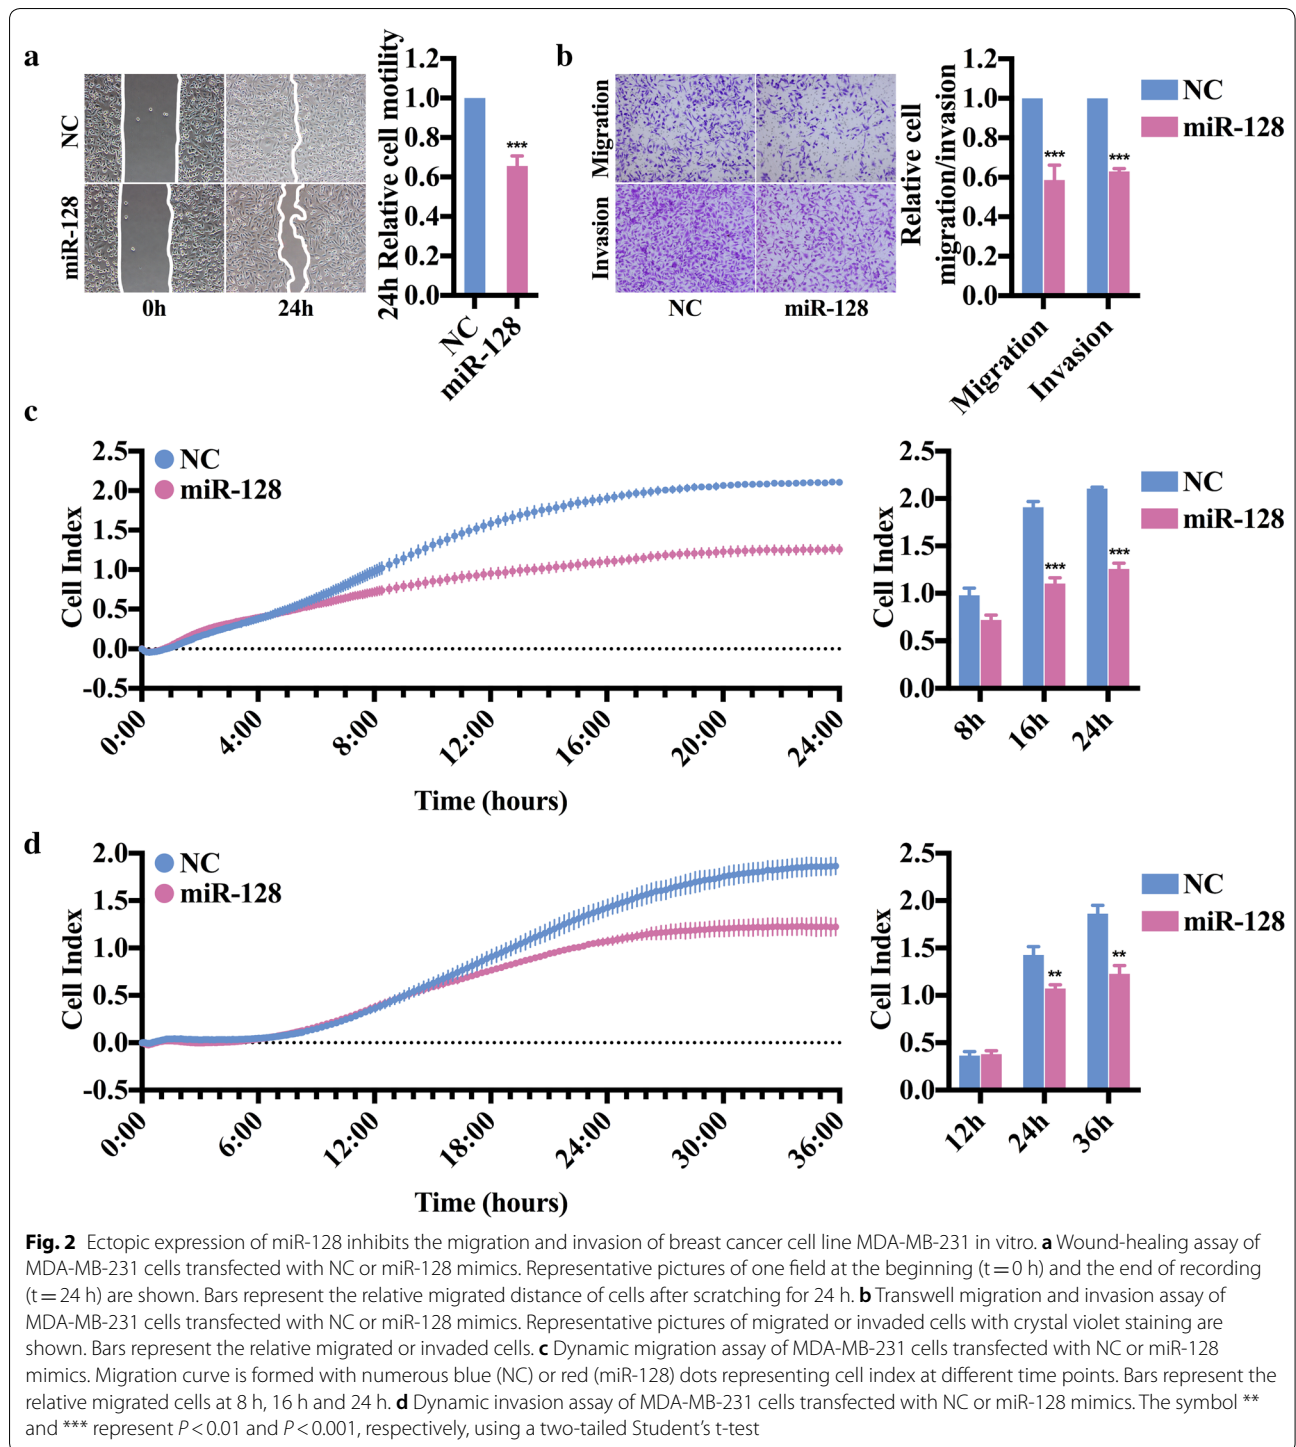 a
NC
miR-128
0h
24h
24h Relative cell motility
1.2
1.0
0.8
0.6
0.4
0.2
0.0
***
NC
miR-128
b
Migration
Invasion
NC
miR-128
Relative cell
migration/invasion
1.2
1.0
0.8
0.6
0.4
0.2
0.0
***
***
Migration
Invasion
NC
miR-128
c
Cell Index
2.5
2.0
1.5
1.0
0.5
0.0
-0.5
NC
miR-128
0:00
4:00
8:00
12:00
16:00
20:00
24:00
Time (hours)
Cell Index
2.5
2.0
1.5
1.0
0.5
0.0
***
***
8h
16h
24h
NC
miR-128
d
Cell Index
2.0
1.5
1.0
0.5
0.0
-0.5
NC
miR-128
0:00
6:00
12:00
18:00
24:00
30:00
36:00
Time (hours)
Cell Index
2.5
2.0
1.5
1.0
0.5
0.0
**
**
12h
24h
36h
NC
miR-128
Fig. 2 Ectopic expression of miR-128 inhibits the migration and invasion of breast cancer cell line MDA-MB-231 in vitro. a Wound-healing assay of
MDA-MB-231 cells transfected with NC or miR-128 mimics. Representative pictures of one field at the beginning (t = 0 h) and the end of recording
(t = 24 h) are shown. Bars represent the relative migrated distance of cells after scratching for 24 h. b Transwell migration and invasion assay of
MDA-MB-231 cells transfected with NC or miR-128 mimics. Representative pictures of migrated or invaded cells with crystal violet staining are
shown. Bars represent the relative migrated or invaded cells. c Dynamic migration assay of MDA-MB-231 cells transfected with NC or miR-128
mimics. Migration curve is formed with numerous blue (NC) or red (miR-128) dots representing cell index at different time points. Bars represent the
relative migrated cells at 8 h, 16 h and 24 h. d Dynamic invasion assay of MDA-MB-231 cells transfected with NC or miR-128 mimics. The symbol **
and *** represent P < 0.01 and P < 0.001, respectively, using a two-tailed Student's t-test